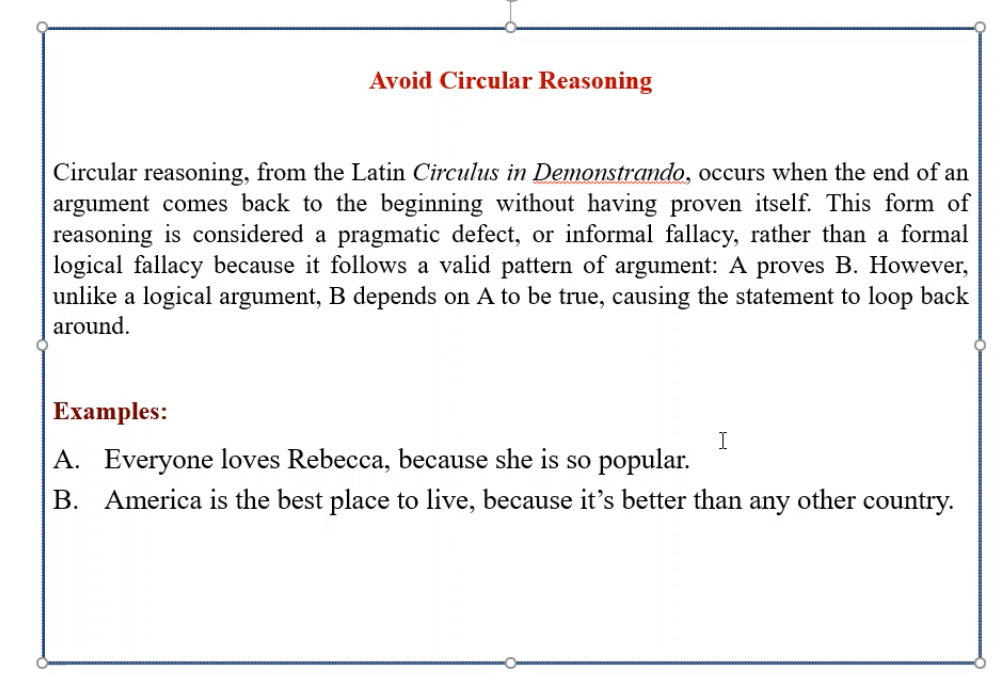 Avoid Circular Reasoning
Circular reasoning, from the Latin Circulus in Demonstrando, occurs when the end of an
argument comes back to the beginning without having proven itself. This form of
reasoning is considered a pragmatic defect, or informal fallacy, rather than a formal
logical fallacy because it follows a valid pattern of argument: A proves B. However,
unlike a logical argument, B depends on A to be true, causing the statement to loop back
around.
Examples:
A. Everyone loves Rebecca, because she is so popular.
B. America is the best place to live, because it’s better than any other country.